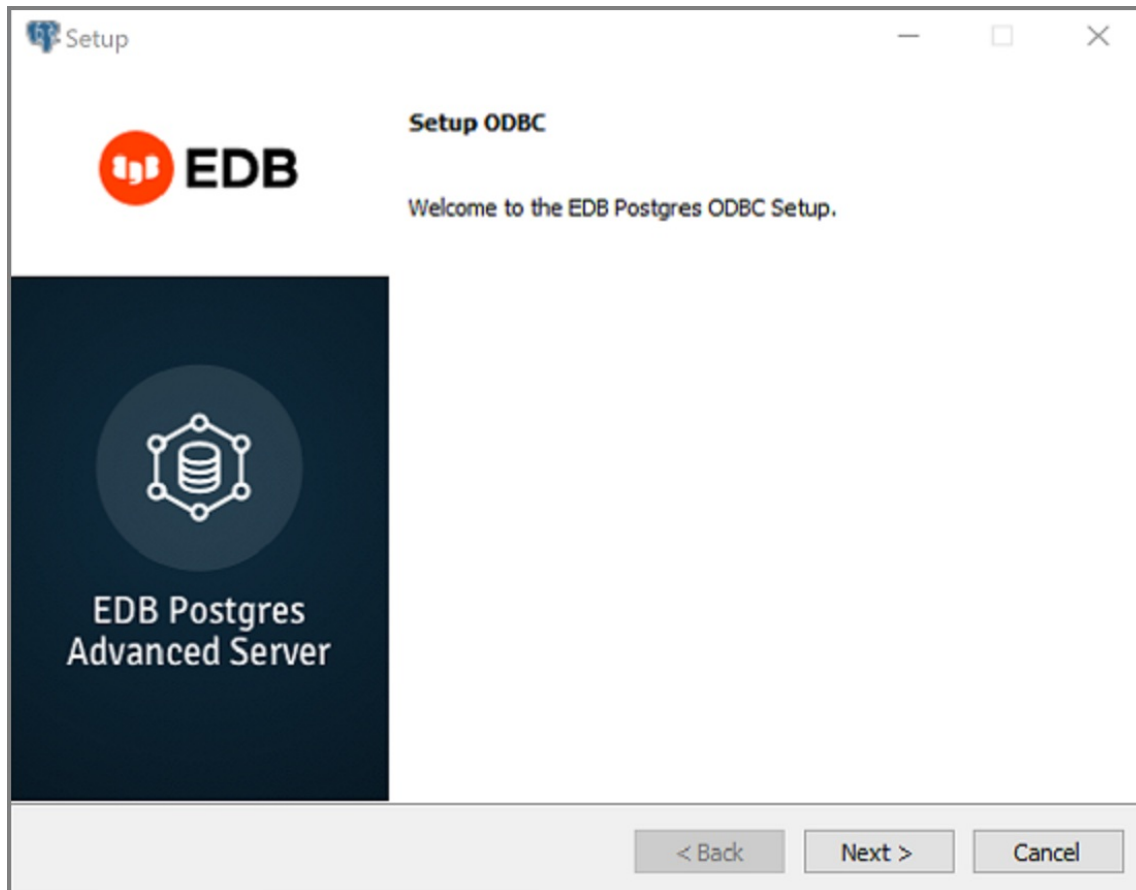 Setup
EDB
Setup ODBC
Welcome to the EDB Postgres ODBC Setup.
EDB Postgres
Advanced Server
< Back
Next >
Cancel